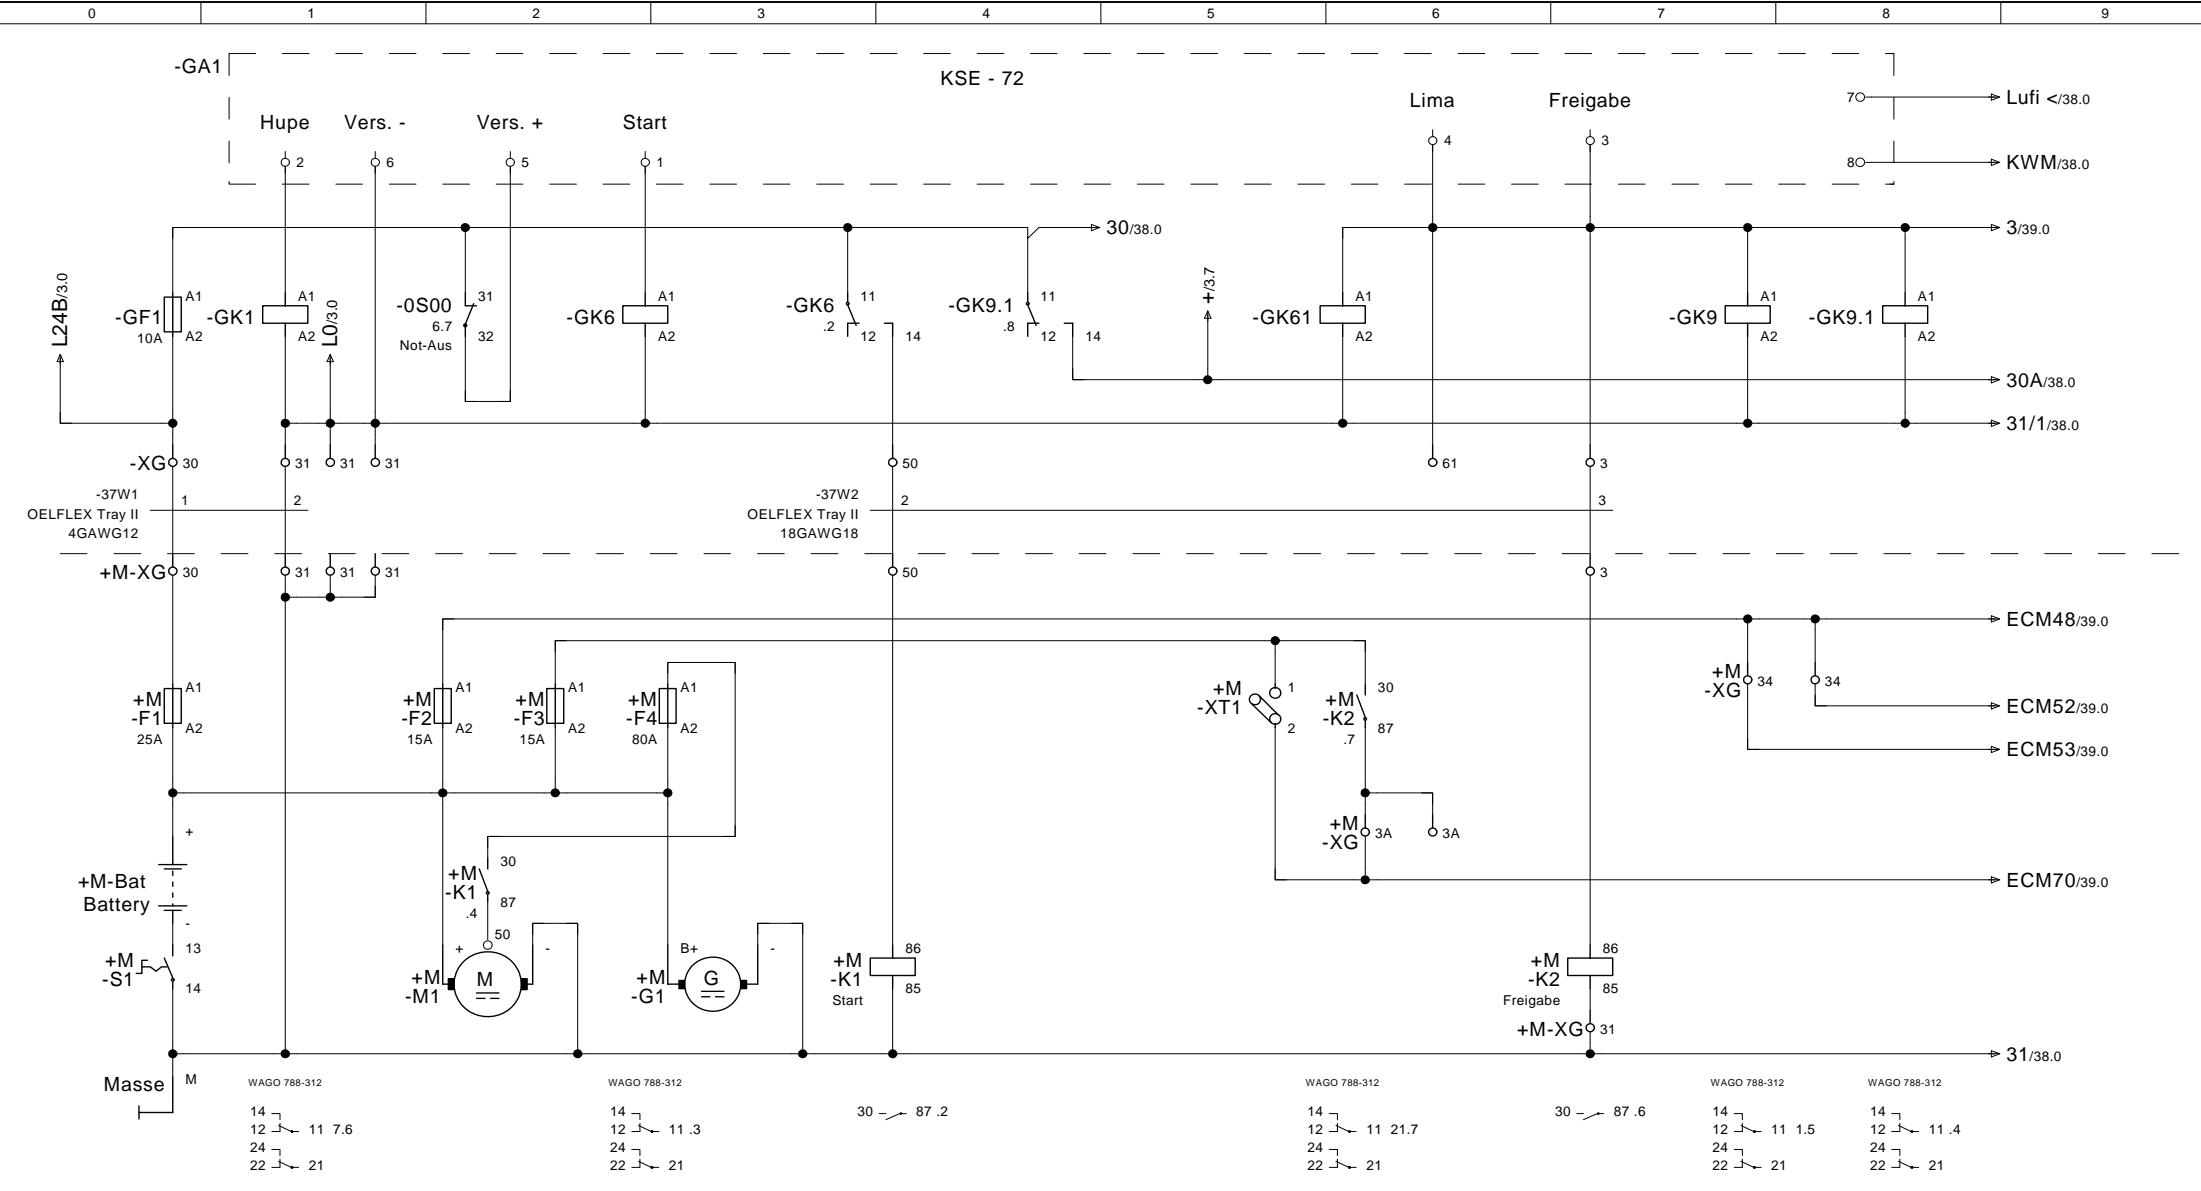 0 1 2 3 4 5 6 7 8 9
-GA1 KSE - 72
Lufi </38.0
7
Lima Freigabe
Hupe Vers. - Vers. + Start
4 3
2 6 5 1
8 KWM/38.0
30/38.0 3/39.0
L24B/3.0
L0/3.0
+/3.7
-GF1 10A A1 A2
-GK1 A1 A2
-0S00 6.7 Not-Aus 31 32
-GK6 A1 A2
-GK6 .2 11 12 14
-GK9.1 .8 11 12 14
-GK61 A1 A2
-GK9 A1 A2
-GK9.1 A1 A2
30A/38.0
31/1/38.0
-XG 30 31 31 31 50 61 3
-37W1 1 2
OELFLEX Tray II
4GAWG12
-37W2 2 3
OELFLEX Tray II
18GAWG18
+M-XG 30 31 31 31 50 3
ECM48/39.0
+M -F1 25A A1 A2
+M -F2 15A A1 A2
+M -F3 15A A1 A2
+M -F4 80A A1 A2
+M -XT1 1 2
+M -K2 .7 30 87
+M -XG 34 34
ECM52/39.0
ECM53/39.0
+M -XG 3A 3A
ECM70/39.0
+
+M-Bat
Battery
-
+M -K1 .4 30 87
50
+M -S1 13 14
+M -M1 + M -
+M -G1 B+ G -
+M -K1 Start 86 85
+M -K2 Freigabe 86 85
+M-XG 31
31/38.0
Masse M
WAGO 788-312 WAGO 788-312 WAGO 788-312 WAGO 788-312 WAGO 788-312
14 14 30 87 .2 14 30 87 .6 14 14
12 11 7.6 12 11 .3 12 11 21.7 12 11 1.5 12 11 .4
24 24 24 24 24
22 21 22 21 22 21 22 21 22 21